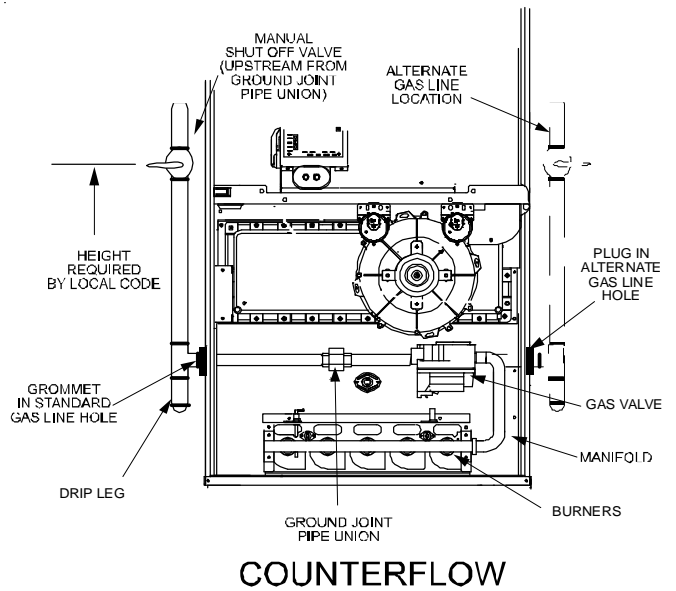 MANUAL
SHUT OFF VALVE
(UPSTREAM FROM
GROUND JOINT
PIPE UNION)
ALTERNATE
GAS LINE
LOCATION
HEIGHT
REQUIRED
BY LOCAL CODE
PLUG IN
ALTERNATE
GAS LINE
HOLE
GROMMET
IN STANDARD
GAS LINE HOLE
GAS VALVE
MANIFOLD
DRIP LEG
BURNERS
GROUND JOINT
PIPE UNION
COUNTERFLOW